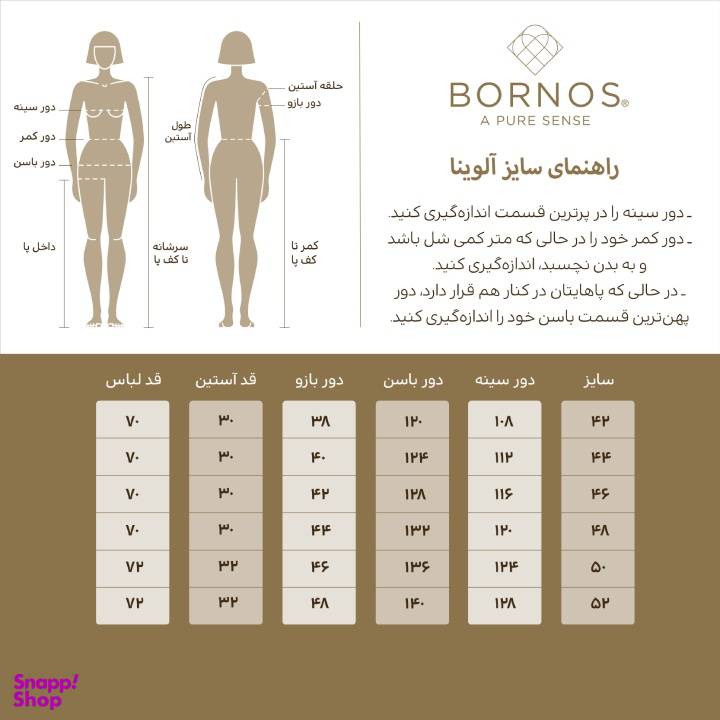 BORNOS®
A PURE SENSE
راهنمای سایز آلوینا
ـ دور سینه را در پرترین قسمت اندازه‌گیری کنید.
ـ دور کمر خود را در حالی که متر کمی شل باشد
و به بدن نچسبد، اندازه‌گیری کنید.
ـ در حالی که پاهایتان در کنار هم قرار دارد، دور
پهن‌ترین قسمت باسن خود را اندازه‌گیری کنید.
حلقه آستین
دور بازو
طول
آستین
کمر تا
کف پا
دور سینه
دور کمر
دور باسن
داخل پا
سرشانه
تا کف پا
سایز دور سینه دور باسن دور بازو قد آستین قد لباس
۴۲ ۱۰۸ ۱۲۰ ۳۸ ۳۰ ۷۰
۴۴ ۱۱۲ ۱۲۴ ۴۰ ۳۰ ۷۰
۴۶ ۱۱۶ ۱۲۸ ۴۲ ۳۰ ۷۰
۴۸ ۱۲۰ ۱۳۲ ۴۴ ۳۰ ۷۰
۵۰ ۱۲۴ ۱۳۶ ۴۶ ۳۲ ۷۲
۵۲ ۱۲۸ ۱۴۰ ۴۸ ۳۲ ۷۲
Snapp!
Shop